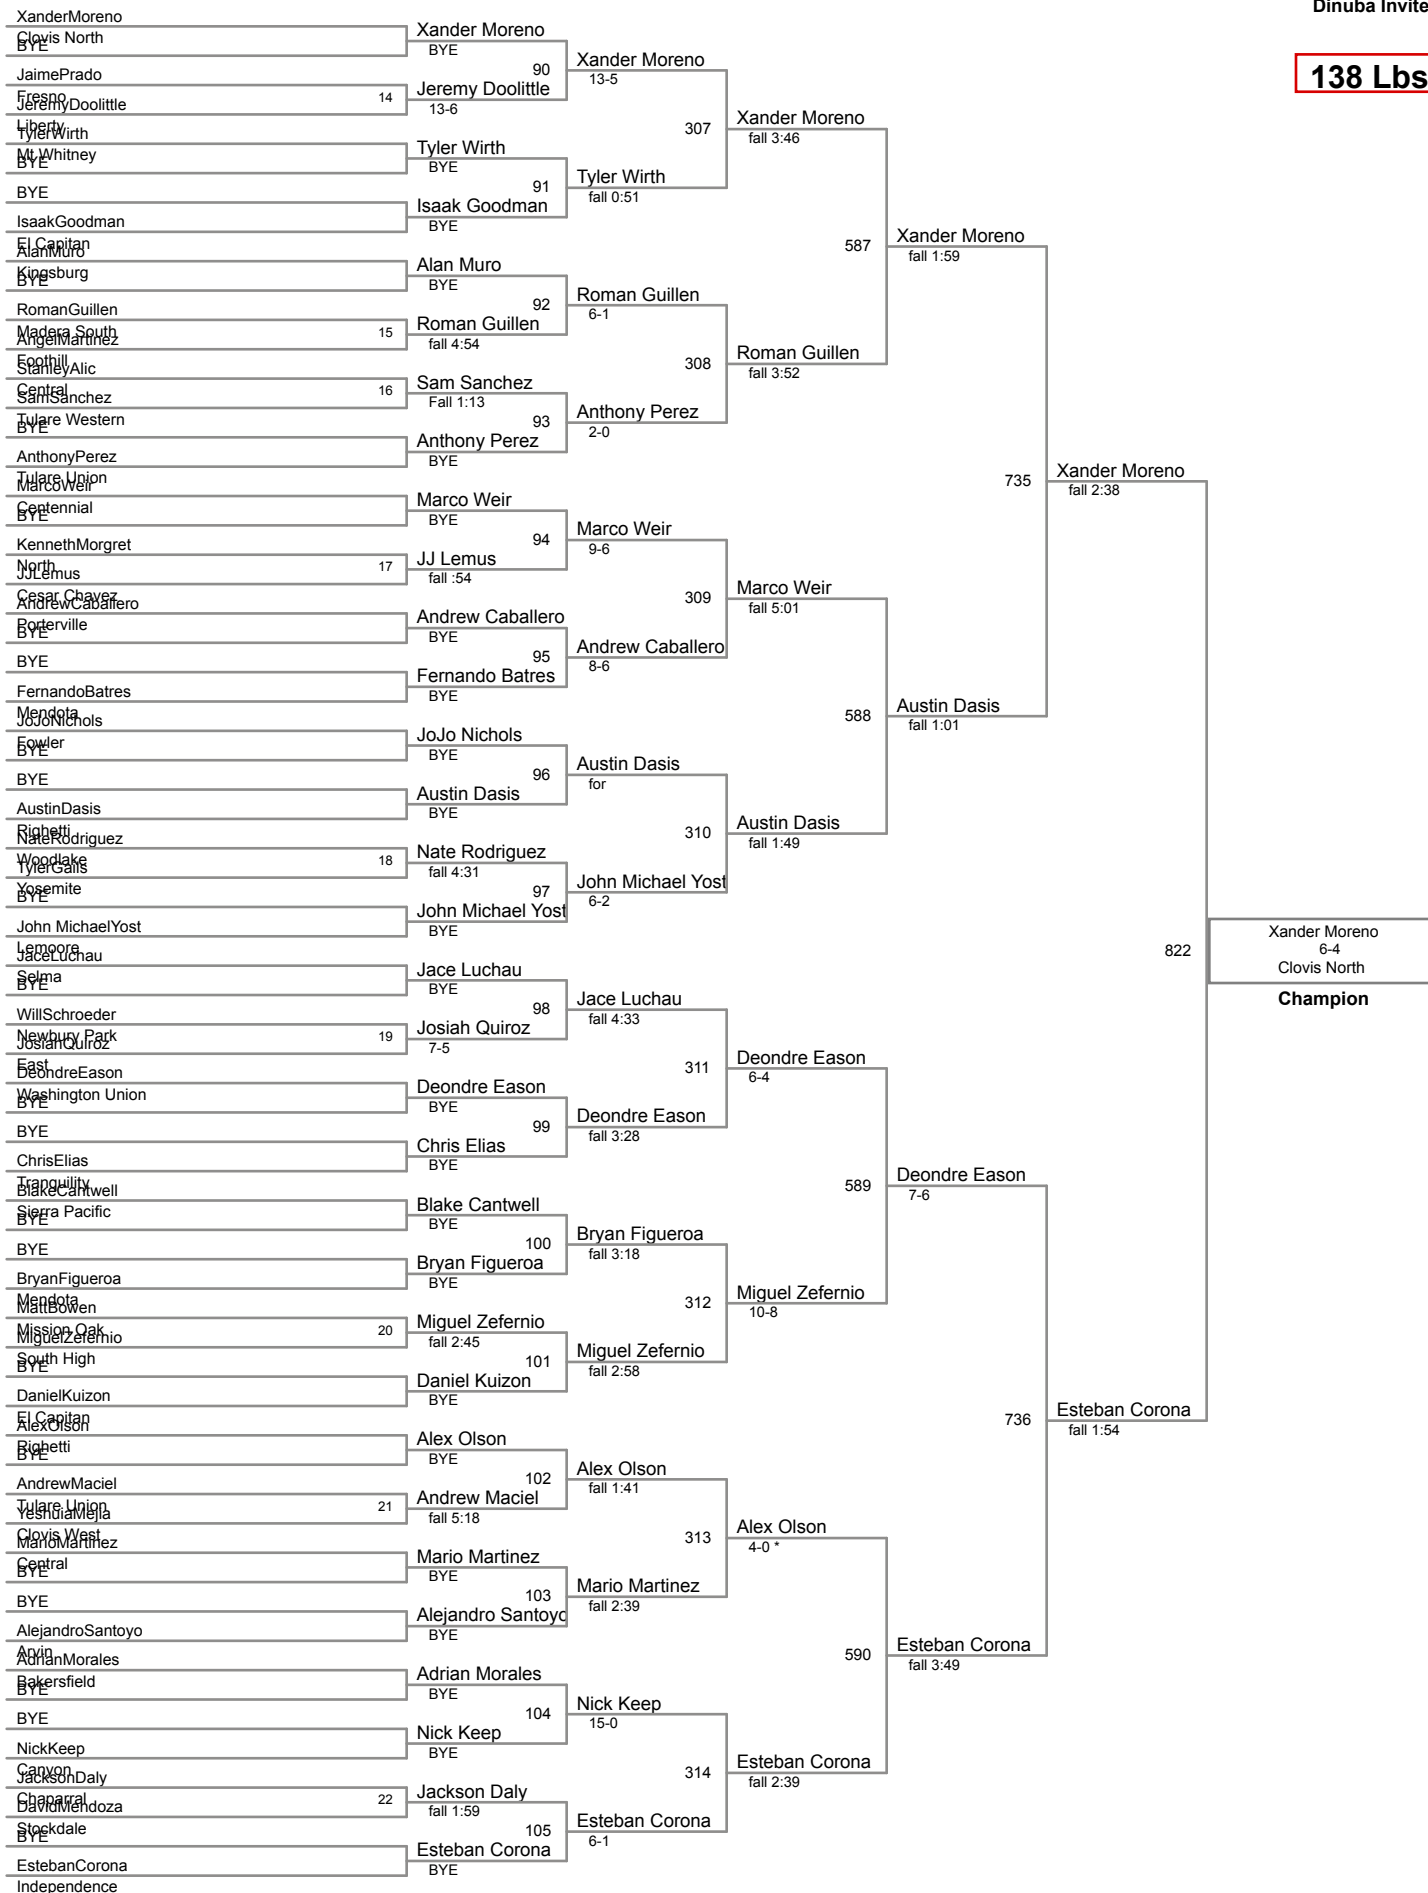 Dinuba Invite
138 Lbs
XanderMoreno
Clovis North
BYE
JaimePrado
Fresno
14
JeremyDoolittle
Liberty
TylerWirth
Mt. Whitney
BYE
BYE
IsaakGoodman
El Capitan
AlanMuro
Kingsburg
BYE
RomanGuillen
Madera South
15
AngelMartinez
Foothill
StanleyAlic
Central
16
SamSanchez
Tulare Western
BYE
AnthonyPerez
Tulare Union
MarcoWeir
Centennial
BYE
KennethMorgret
North
17
JJLemus
Cesar Chavez
AndrewCaballero
Porterville
BYE
BYE
FernandoBatres
Mendota
JoJoNichols
Fowler
BYE
BYE
AustinDasis
Righetti
NateRodriguez
Woodlake
18
TylerGalls
Yosemite
BYE
John MichaelYost
Lemoore
JaceLuchau
Selma
BYE
WillSchroeder
Newbury Park
19
JosiahQuiroz
East
DeondreEason
Washington Union
BYE
BYE
ChrisElias
Tranquility
BlakeCantwell
Sierra Pacific
BYE
BYE
BryanFigueroa
Mendota
MattBowen
Mission Oak
20
MiguelZefernio
South High
BYE
DanielKuizon
El Capitan
AlexOlson
Righetti
BYE
AndrewMaciel
Tulare Union
21
YeshuiaMejia
Clovis West
MarioMartinez
Central
BYE
BYE
AlejandroSantoyo
Arvin
AdrianMorales
Bakersfield
BYE
BYE
NickKeep
Canyon
JacksonDaly
Chaparral
22
DavidMendoza
Stockdale
BYE
EstebanCorona
Independence
Xander Moreno
BYE
90
Jeremy Doolittle
13-6
Tyler Wirth
BYE
91
Isaak Goodman
BYE
Alan Muro
BYE
92
Roman Guillen
fall 4:54
Sam Sanchez
Fall 1:13
93
Anthony Perez
BYE
Marco Weir
BYE
94
JJ Lemus
fall :54
Andrew Caballero
BYE
95
Fernando Batres
BYE
JoJo Nichols
BYE
96
Austin Dasis
BYE
Nate Rodriguez
fall 4:31
97
John Michael Yost
BYE
Jace Luchau
BYE
98
Josiah Quiroz
7-5
Deondre Eason
BYE
99
Chris Elias
BYE
Blake Cantwell
BYE
100
Bryan Figueroa
BYE
Miguel Zefernio
fall 2:45
101
Daniel Kuizon
BYE
Alex Olson
BYE
102
Andrew Maciel
fall 5:18
Mario Martinez
BYE
103
Alejandro Santoyo
BYE
Adrian Morales
BYE
104
Nick Keep
BYE
Jackson Daly
fall 1:59
105
Esteban Corona
BYE
Xander Moreno
13-5
307
Tyler Wirth
fall 0:51
Roman Guillen
6-1
308
Anthony Perez
2-0
Marco Weir
9-6
309
Andrew Caballero
8-6
Austin Dasis
for
310
John Michael Yost
6-2
Jace Luchau
fall 4:33
311
Deondre Eason
fall 3:28
Bryan Figueroa
fall 3:18
312
Miguel Zefernio
fall 2:58
Alex Olson
fall 1:41
313
Mario Martinez
fall 2:39
Nick Keep
15-0
314
Esteban Corona
6-1
Xander Moreno
fall 3:46
587
Roman Guillen
fall 3:52
Marco Weir
fall 5:01
588
Austin Dasis
fall 1:49
Deondre Eason
6-4
589
Miguel Zefernio
10-8
Alex Olson
4-0 *
590
Esteban Corona
fall 2:39
Xander Moreno
fall 1:59
735
Austin Dasis
fall 1:01
Deondre Eason
7-6
736
Esteban Corona
fall 3:49
Xander Moreno
fall 2:38
822
Esteban Corona
fall 1:54
Xander Moreno
6-4
Clovis North
Champion